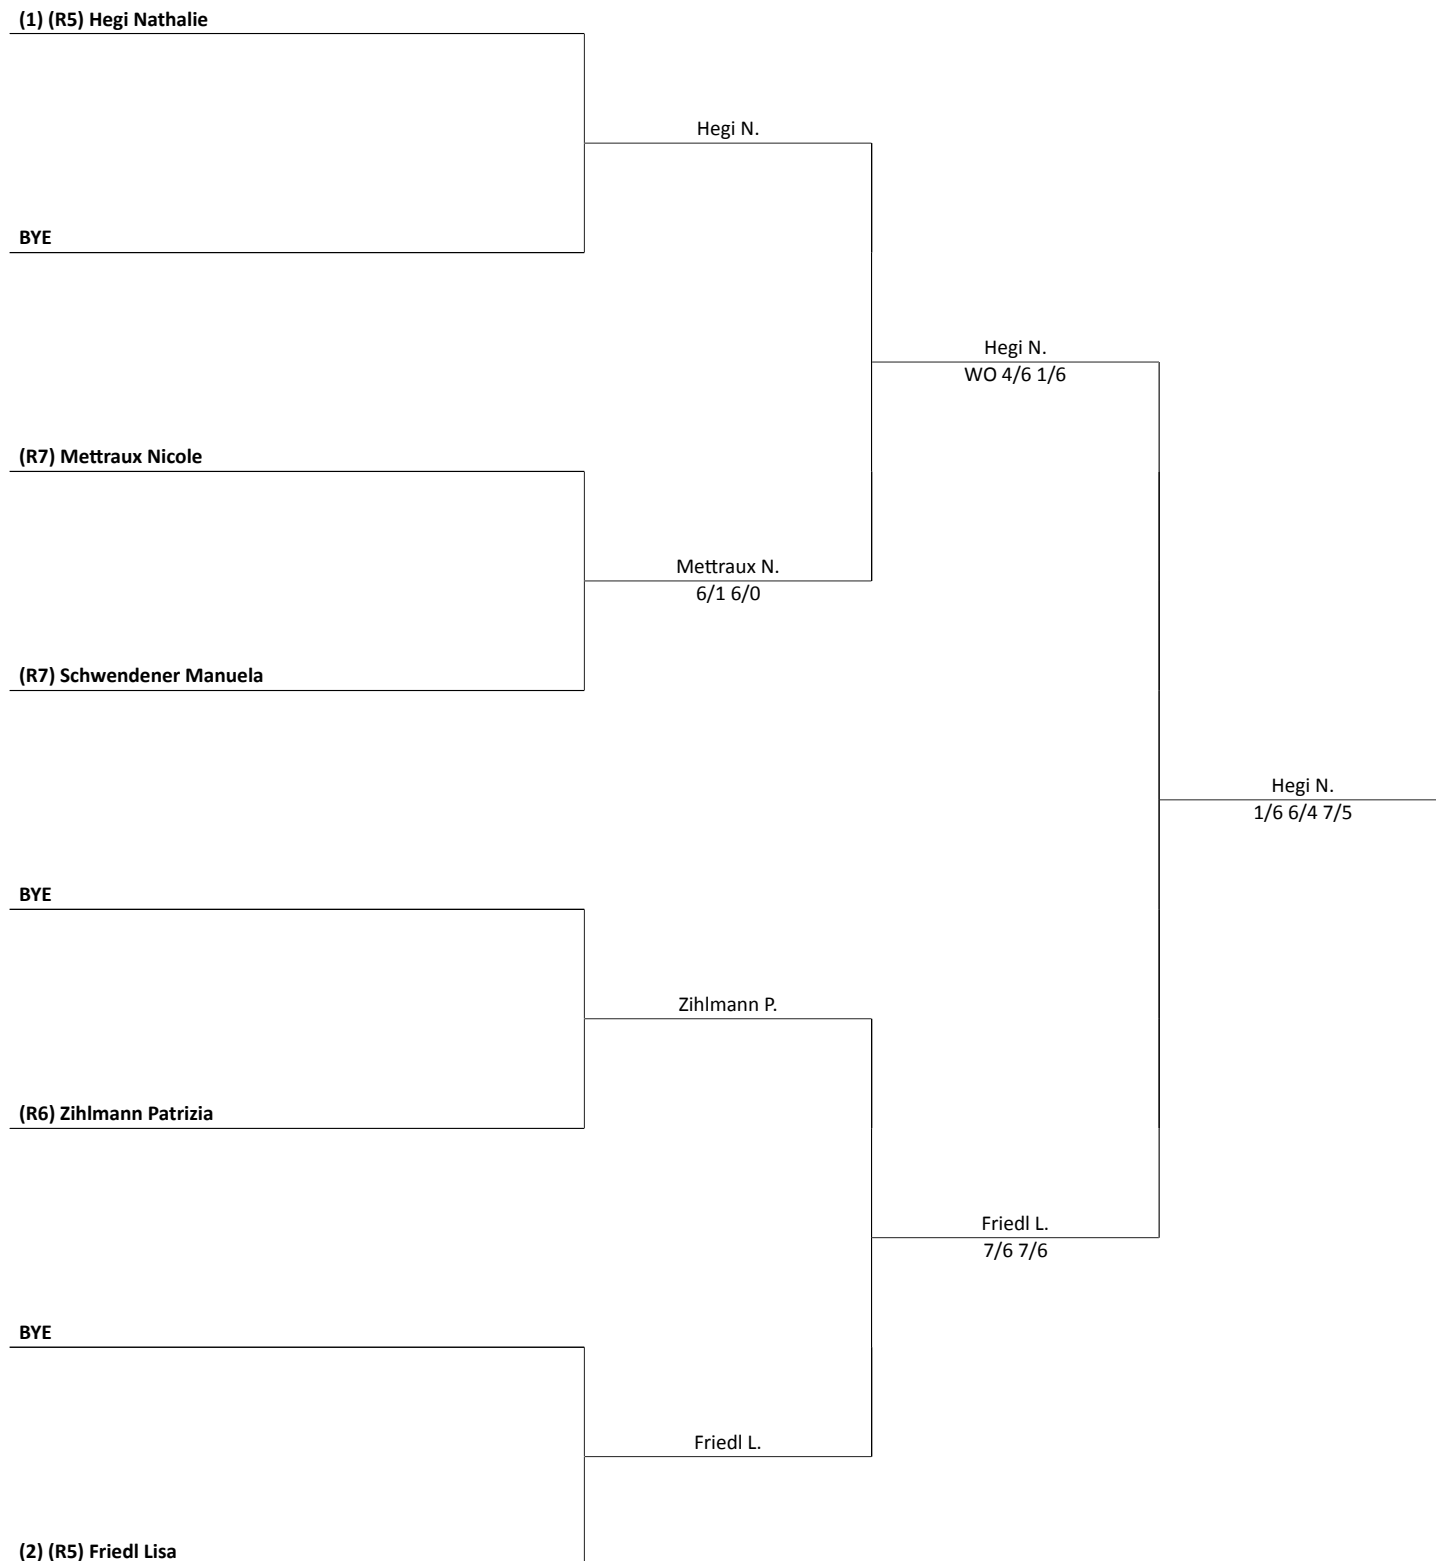 (1) (R5) Hegi Nathalie
Hegi N.
BYE
Hegi N.
WO 4/6 1/6
(R7) Mettraux Nicole
Mettraux N.
6/1 6/0
(R7) Schwendener Manuela
Hegi N.
1/6 6/4 7/5
BYE
Zihlmann P.
(R6) Zihlmann Patrizia
Friedl L.
7/6 7/6
BYE
Friedl L.
(2) (R5) Friedl Lisa